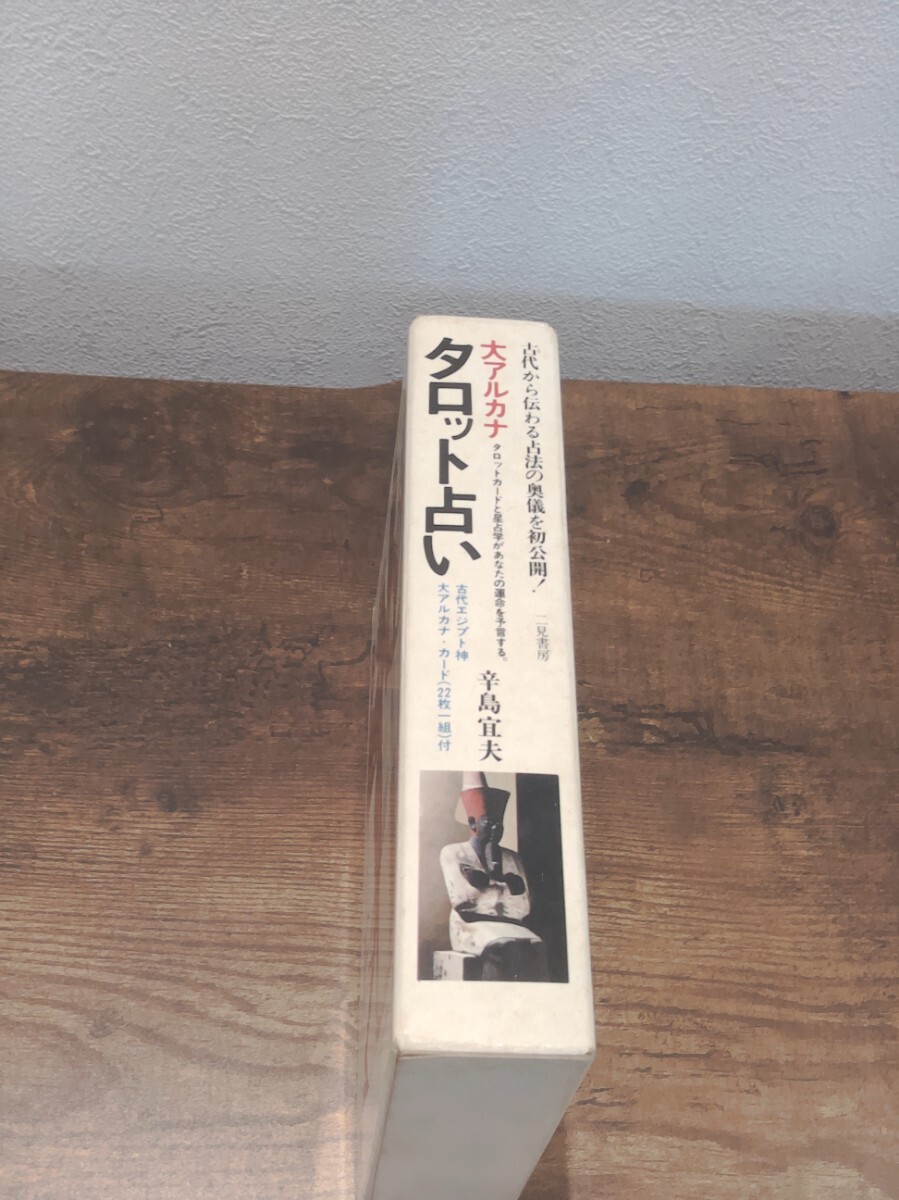 古代から伝わる占法の奥儀を初公開!
二見書房
大アルカナ
タロットカードと星占学があなたの運命を予言する。
タロット占い
辛島宜夫
古代エジプト神
大アルカナ・カード(22枚一組)付